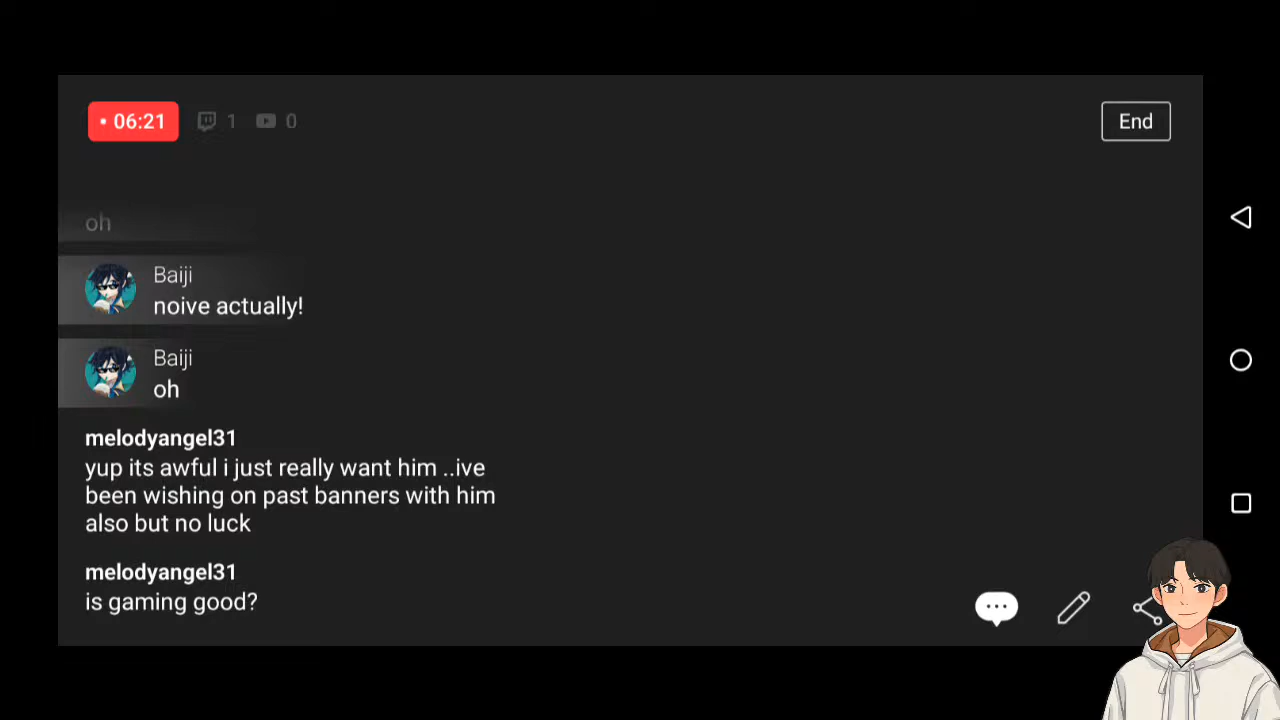 • 06:21 1 0
End
oh
Baiji
noive actually!
Baiji
oh
melodyangel31
yup its awful i just really want him ..ive
been wishing on past banners with him
also but no luck
melodyangel31
is gaming good?